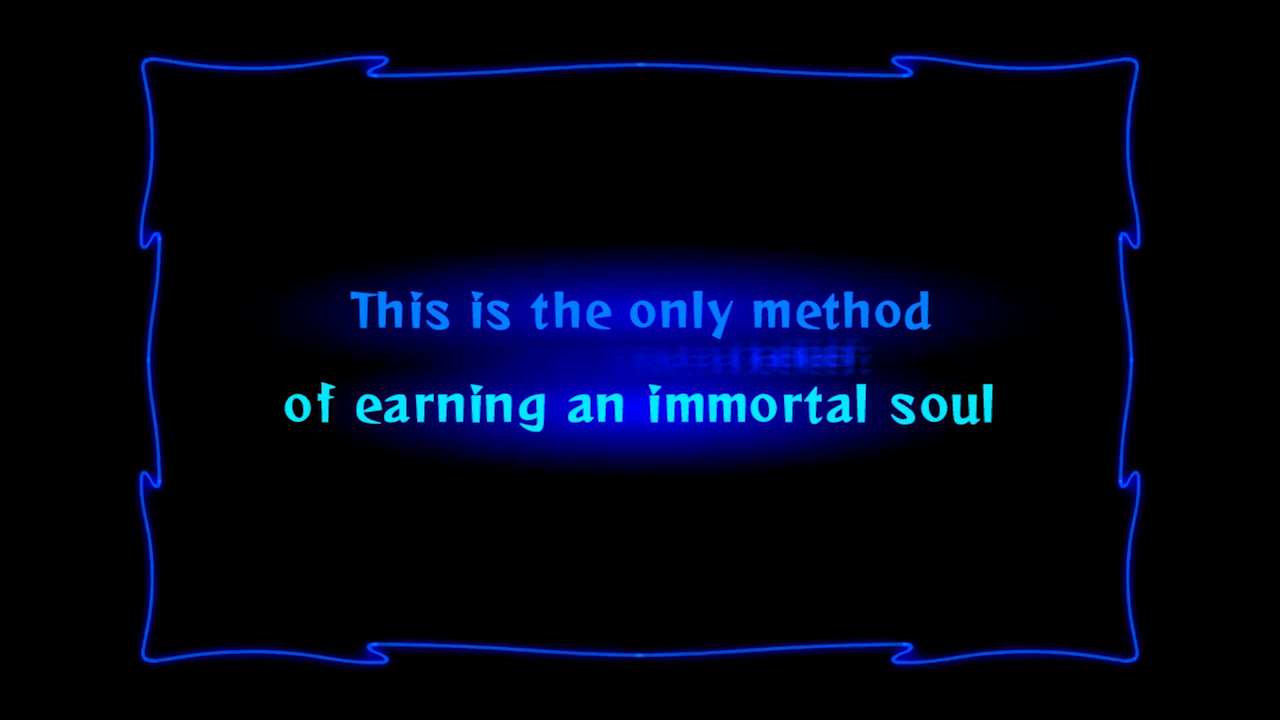 This is the only method
of earning an immortal soul